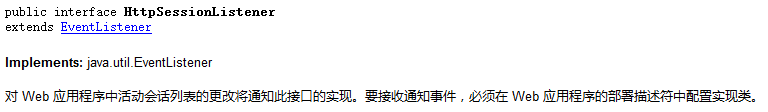 public interface HttpSessionListener
extends EventListener
Implements: java.util.EventListener
对 Web 应用程序中活动会话列表的更改将通知此接口的实现。要接收通知事件，必须在 Web 应用程序的部署描述符中配置实现类。